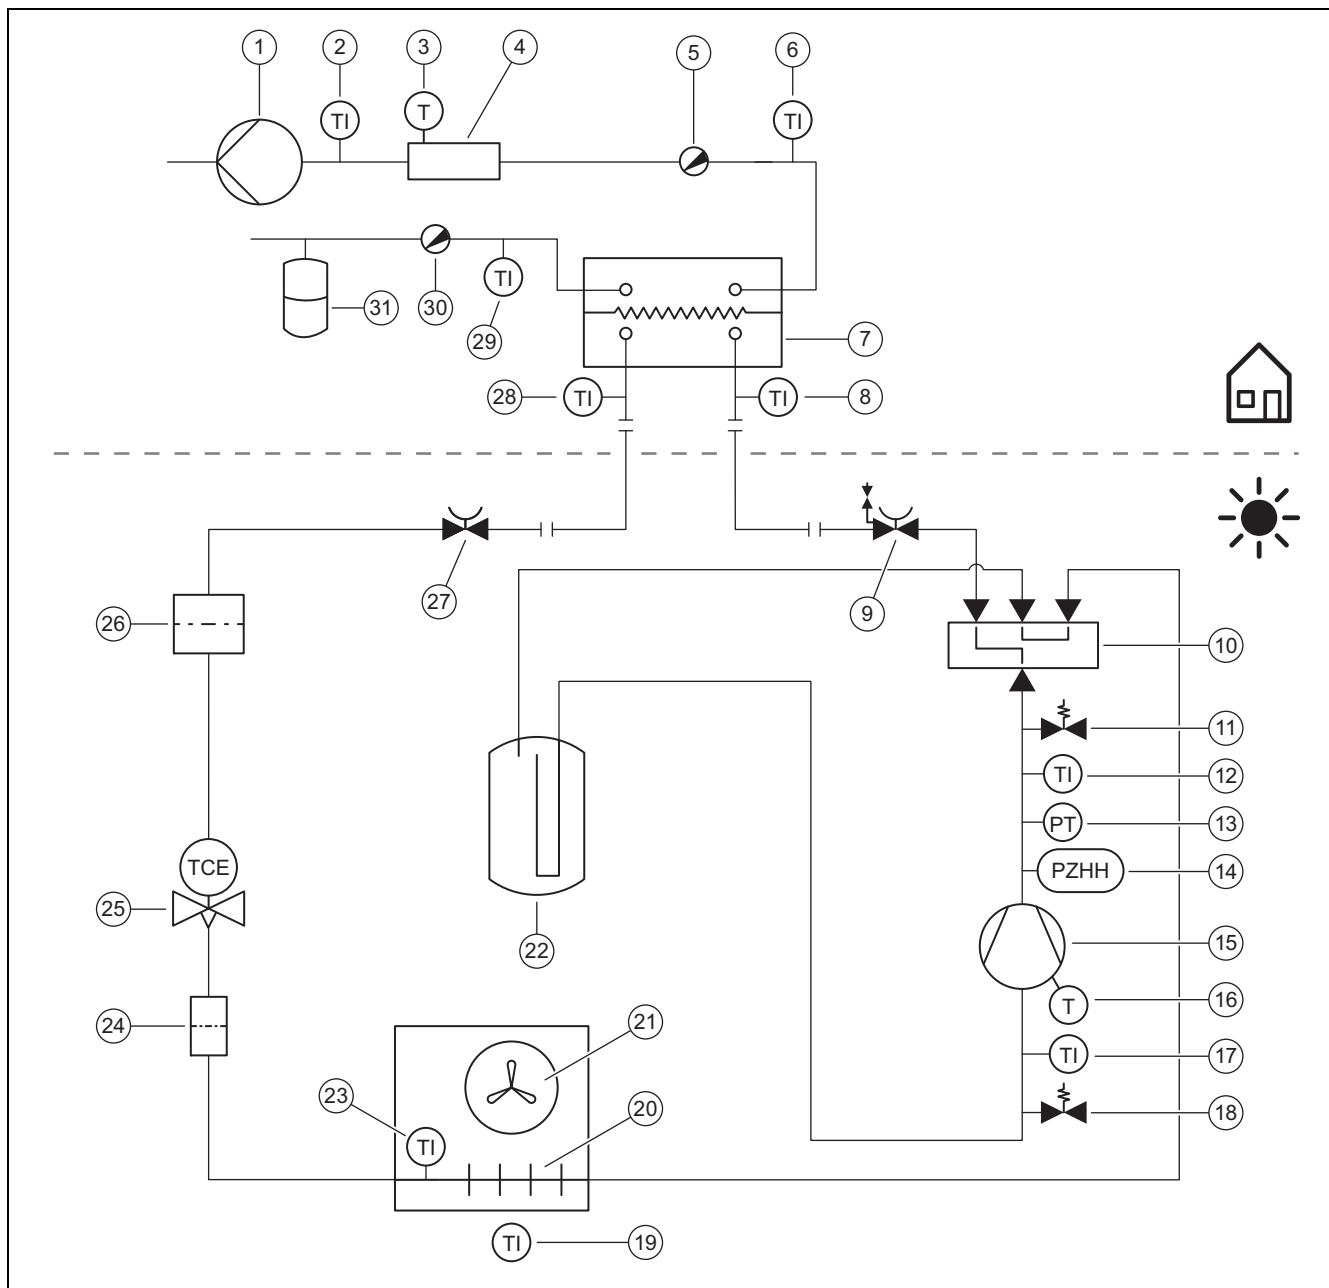 1 2 3 4 5 6
TI T TI
TI
31 30 29 7
28 TI TI 8
27 9
26 10
11
TI 12
PT 13
TCE PZHH 14
25 22 15
T 16
24 21 TI 17
23 20 18
TI
TI 19